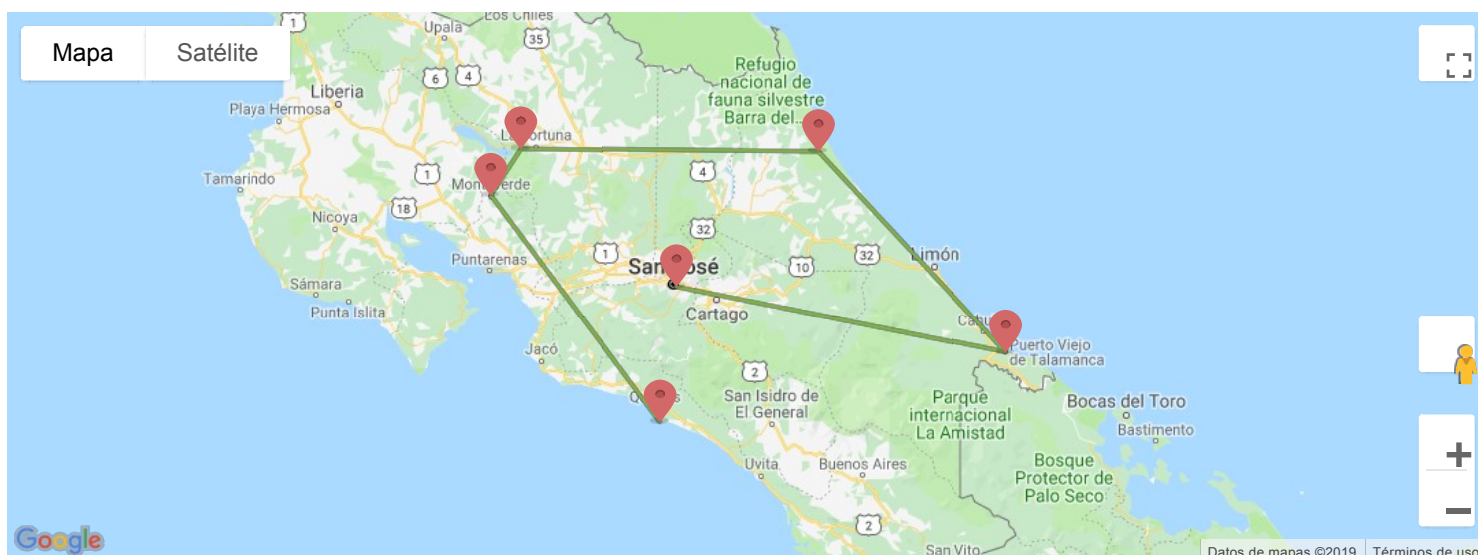 Mapa
Satélite
Upala
Los Chiles
1
35
6
4
Liberia
Playa Hermosa
Refugio
nacional de
fauna silvestre
Barra del...
La Fortuna
Monteverde
1
4
Tamarindo
18
Nicoya
32
1
San José
10
32
Limón
Puntarenas
Sámara
Punta Islita
Cartago
Puerto Viejo
de Talamanca
Jacó
2
San Isidro de
El General
Parque
internacional
La Amistad
Bocas del Toro
Bastimento
Uvita
Buenos Aires
Bosque
Protector de
Palo Seco
2
San Vito
Google
Datos de mapas ©2019
Términos de uso